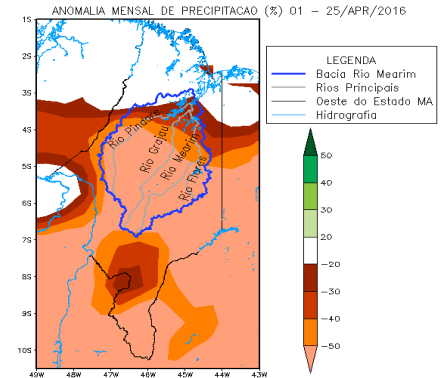 ANOMALIA MENSAL DE PRECIPITACAO (%) 01 – 25/APR/2016
1S
2S
3S
4S
5S
6S
7S
8S
9S
10S
49W 48W 47W 46W 45W 44W 43W
Rio Pindare
Rio Grajau
Rio Mearim
Rio Flores
LEGENDA
Bacia Rio Mearim
Rios Principais
Oeste do Estado MA
Hidrografia
50
40
30
20
−20
−30
−40
−50